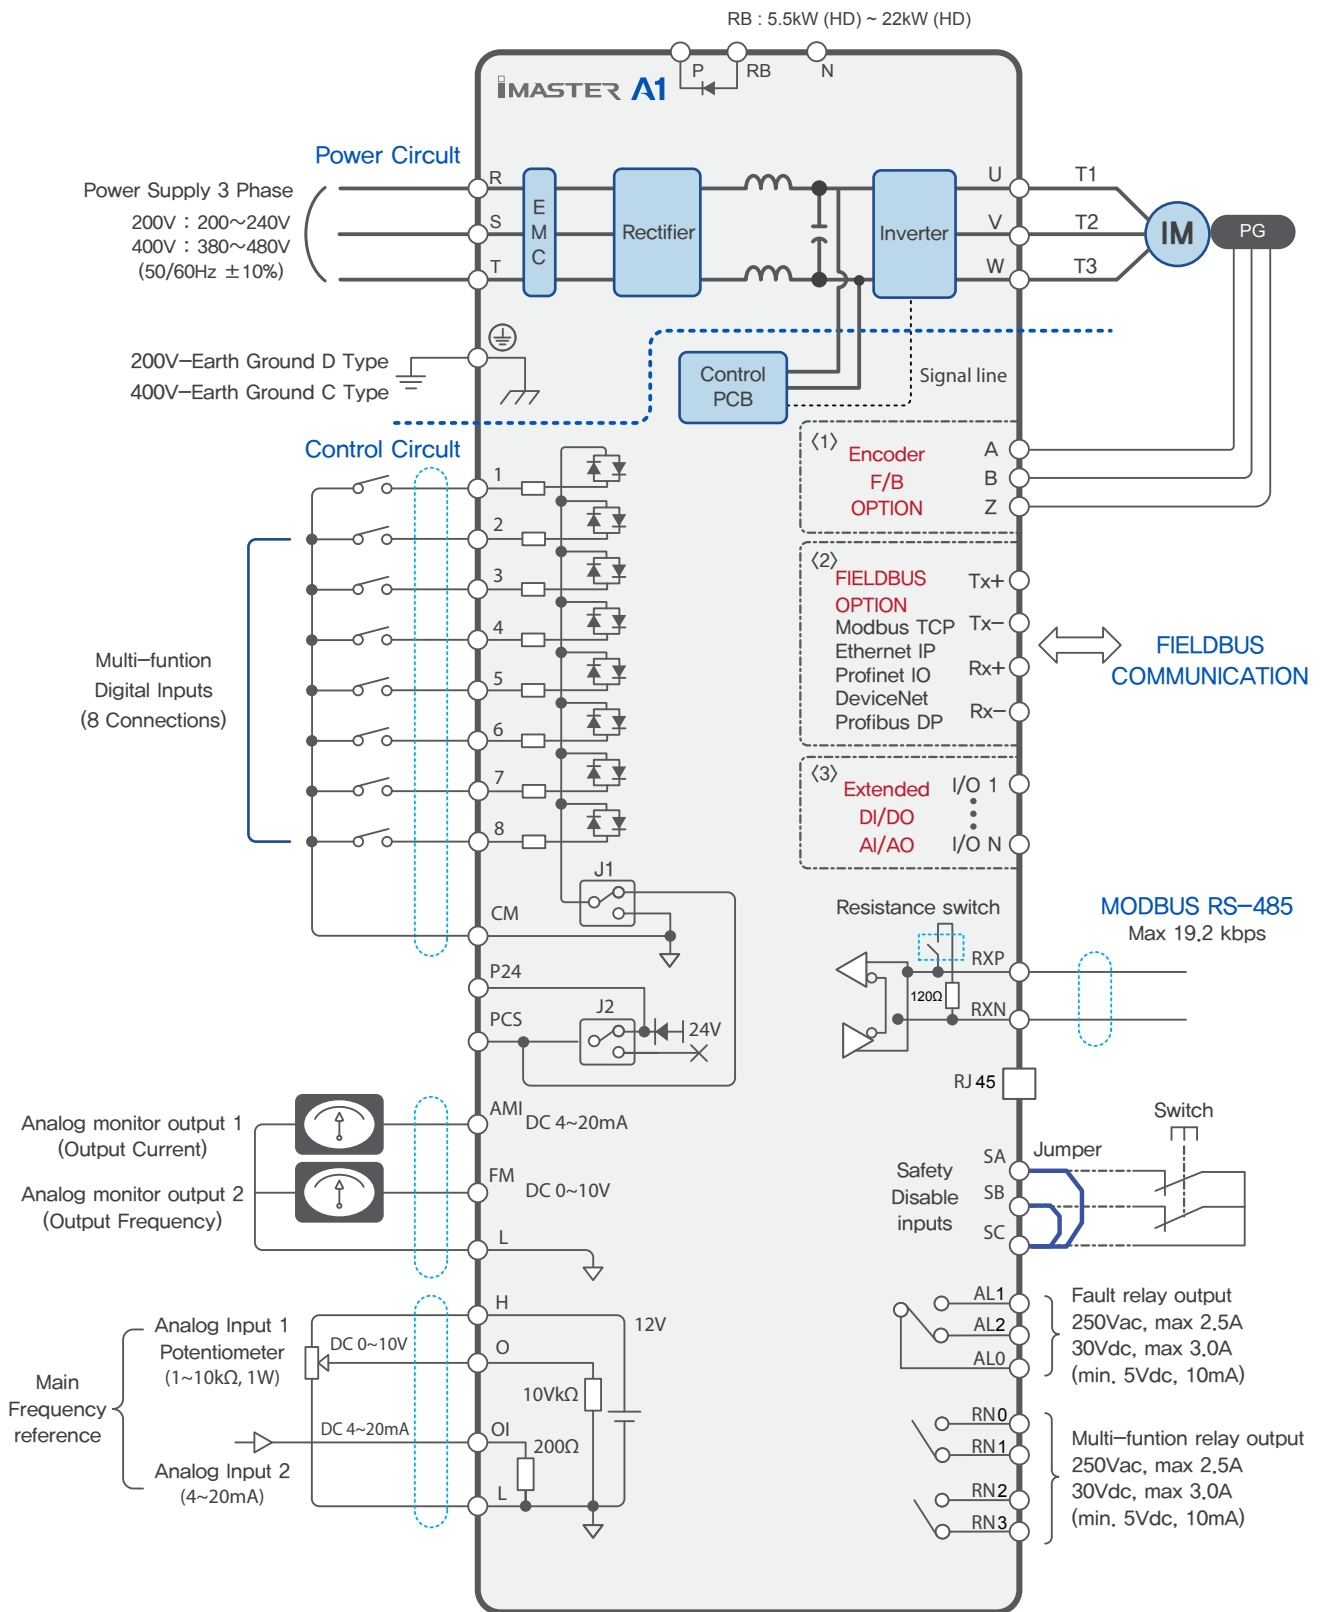 RB : 5.5kW (HD) ~ 22kW (HD)
P
RB
N
iMASTER A1
Power Circult
Power Supply 3 Phase
200V : 200~240V
400V : 380~480V
(50/60Hz ±10%)
R
S
T
E
M
C
Rectifier
Inverter
U
V
W
T1
T2
T3
IM
PG
200V-Earth Ground D Type
400V-Earth Ground C Type
Control
PCB
Signal line
Control Circult
1
2
3
4
5
6
7
8
Multi-funtion
Digital Inputs
(8 Connections)
〈1〉
Encoder
F/B
OPTION
A
B
Z
〈2〉
FIELDBUS
OPTION
Modbus TCP
Ethernet IP
Profinet IO
DeviceNet
Profibus DP
Tx+
Tx-
Rx+
Rx-
FIELDBUS
COMMUNICATION
〈3〉
Extended
DI/DO
AI/AO
I/O 1
I/O N
J1
CM
P24
PCS
J2
24V
Resistance switch
MODBUS RS-485
Max 19.2 kbps
RXP
120Ω
RXN
RJ 45
Analog monitor output 1
(Output Current)
AMI
DC 4~20mA
Analog monitor output 2
(Output Frequency)
FM
DC 0~10V
L
Switch
Jumper
Safety
Disable
inputs
SA
SB
SC
Main
Frequency
reference
Analog Input 1
Potentiometer
(1~10kΩ, 1W)
DC 0~10V
Analog Input 2
(4~20mA)
DC 4~20mA
H
O
OI
L
12V
10VkΩ
200Ω
AL1
AL2
AL0
Fault relay output
250Vac, max 2.5A
30Vdc, max 3.0A
(min. 5Vdc, 10mA)
RN0
RN1
RN2
RN3
Multi-funtion relay output
250Vac, max 2.5A
30Vdc, max 3.0A
(min. 5Vdc, 10mA)